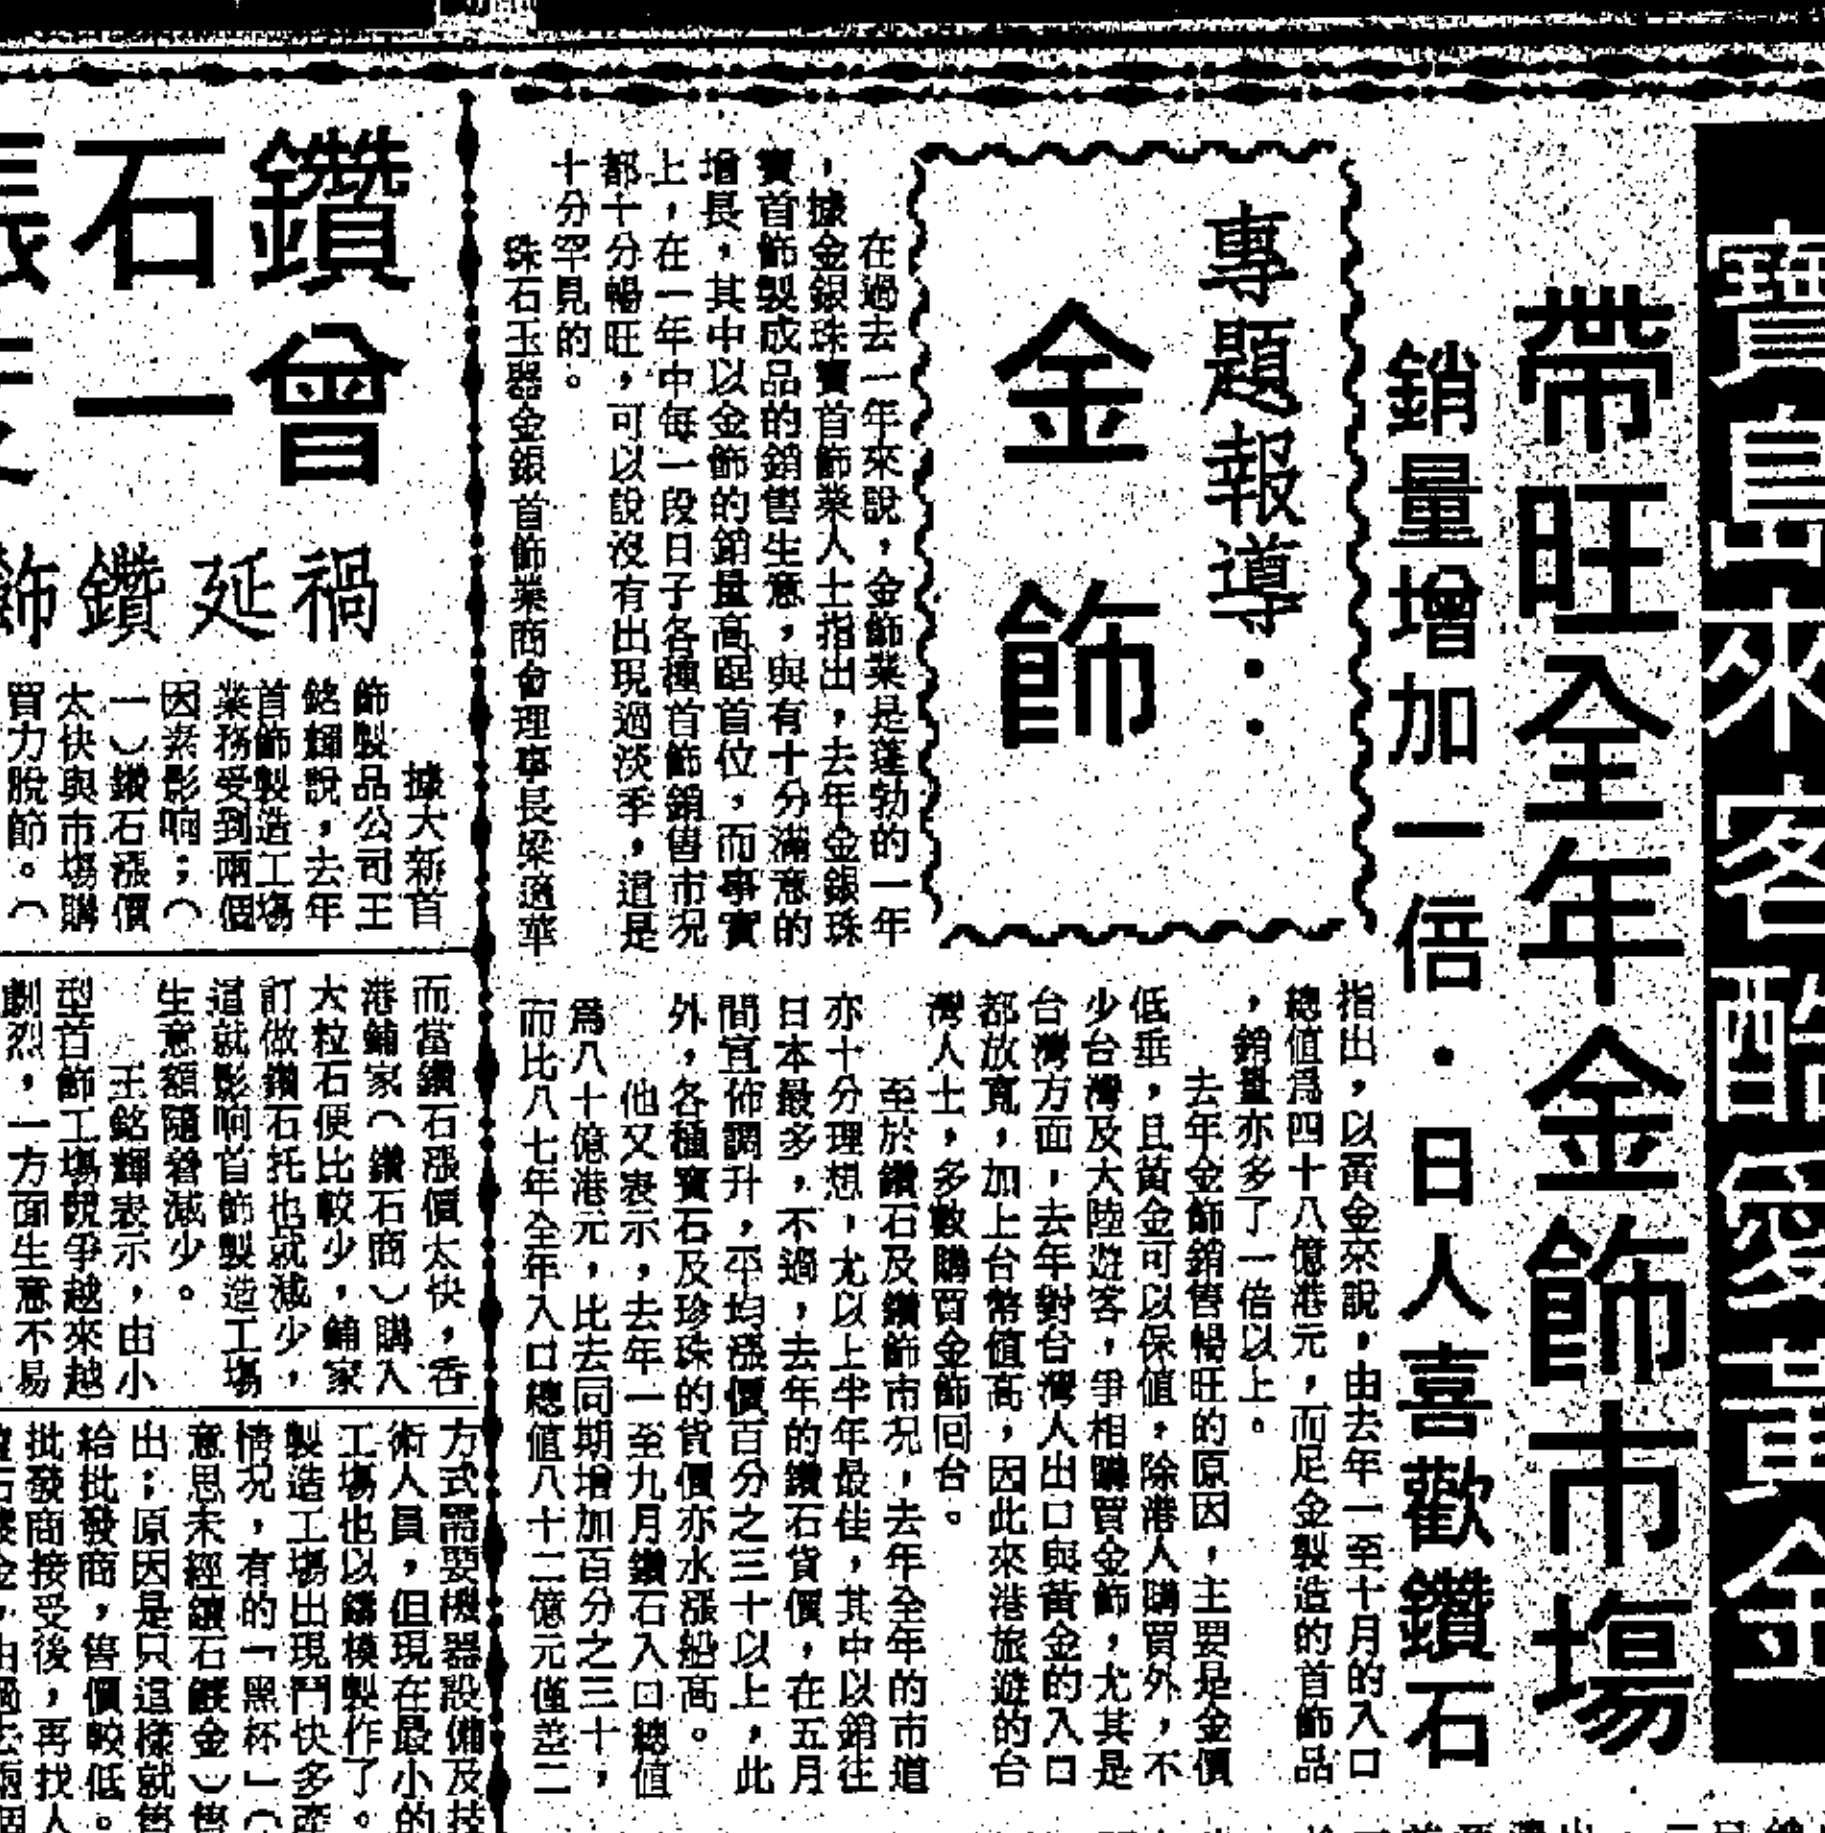 寶島來客酷愛黃金
帶旺全年金飾市場
銷量增加一倍·日人喜歡鑽石
專題報導：
金飾
在過去一年來說，金飾業是蓬勃的一年
，據金銀珠寶首飾業人士指出，去年金銀珠
寶首飾製成品的銷售生意，與有十分滿意的
增長，其中以金飾的銷量高踞首位，而事實
上，在一年中每一段日子各種首飾銷售市況
都十分暢旺，可以說沒有出現過淡季，這是
十分罕見的。
珠石玉器金銀首飾業商會理事長梁適華
指出，以黃金來說，由去年一至十月的入口
總值爲四十八億港元，而足金製造的首飾品
，銷量亦多了一倍以上。
去年金飾銷售暢旺的原因，主要是金價
低垂，且黃金可以保值，除港人購買外，不
少台灣及大陸遊客，爭相購買金飾，尤其是
台灣方面，去年對台灣人出口與黃金的入口
都放寬，加上台幣值高，因此來港旅遊的台
灣人士，多數購買金飾回台。
至於鑽石及鑽飾市況，去年全年的市道
亦十分理想，尤以上半年最佳，其中以銷往
日本最多，不過，去年的鑽石貨價，在五月
間宣佈調升，平均漲價百分之三十以上，此
外，各種寶石及珍珠的貨價亦水漲船高。
他又表示，去年一至九月鑽石入口總值
爲八十億港元，比去同期增加百分之三十，
而比八七年全年入口總值八十二億元僅差二
鑽石
曾一
禍延鑽飾
據大新首
飾製品公司王
銘輝說，去年
首飾製造工場
業務受到兩個
因素影响；（
一）鑽石漲價
太快與市場購
買力脫節。（
而當鑽石漲價太快，香
港鋪家（鑽石商）購入
大粒石便比較少，鋪家
訂做鑽石托也就減少，
這就影响首飾製造工場
生意額隨着減少。
王銘輝表示，由小
型首飾工場競爭越來越
劇烈，一方面生意不易
方式需要機器設備及技
術人員，但現在最小的
工場也以鑄模製作了。
製造工場出現鬥快多產
情況，有的「黑杯」（
意思未經鑲石鍍金）售
出；原因是只這樣就售
給批發商，售價較低。
批發商接受後，再找人